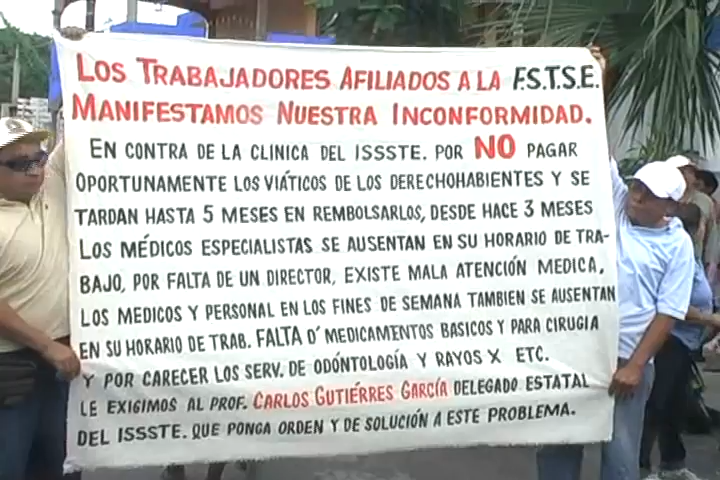 LOS TRABAJADORES AFILIADOS A LA F.S.T.S.E.
MANIFESTAMOS NUESTRA INCONFORMIDAD.
EN CONTRA DE LA CLINICA DEL ISSSTE. POR NO PAGAR
OPORTUNAMENTE LOS VIÁTICOS DE LOS DERECHOHABIENTES Y SE
TARDAN HASTA 5 MESES EN REMBOLSARLOS, DESDE HACE 3 MESES
LOS MÉDICOS ESPECIALISTAS SE AUSENTAN EN SU HORARIO DE TRA-
BAJO, POR FALTA DE UN DIRECTOR, EXISTE MALA ATENCIÓN MEDICA,
LOS MEDICOS Y PERSONAL EN LOS FINES DE SEMANA TAMBIEN SE AUSENTAN
EN SU HORARIO DE TRAB. FALTA D' MEDICAMENTOS BASICOS Y PARA CIRUGIA
Y POR CARECER LOS SERV. DE ODÓNTOLOGÍA Y RAYOS X ETC.
LE EXIGIMOS AL PROF. CARLOS GUTIÉRRES GARCÍA DELEGADO ESTATAL
DEL ISSSTE. QUE PONGA ORDEN Y DE SOLUCIÓN A ESTE PROBLEMA.